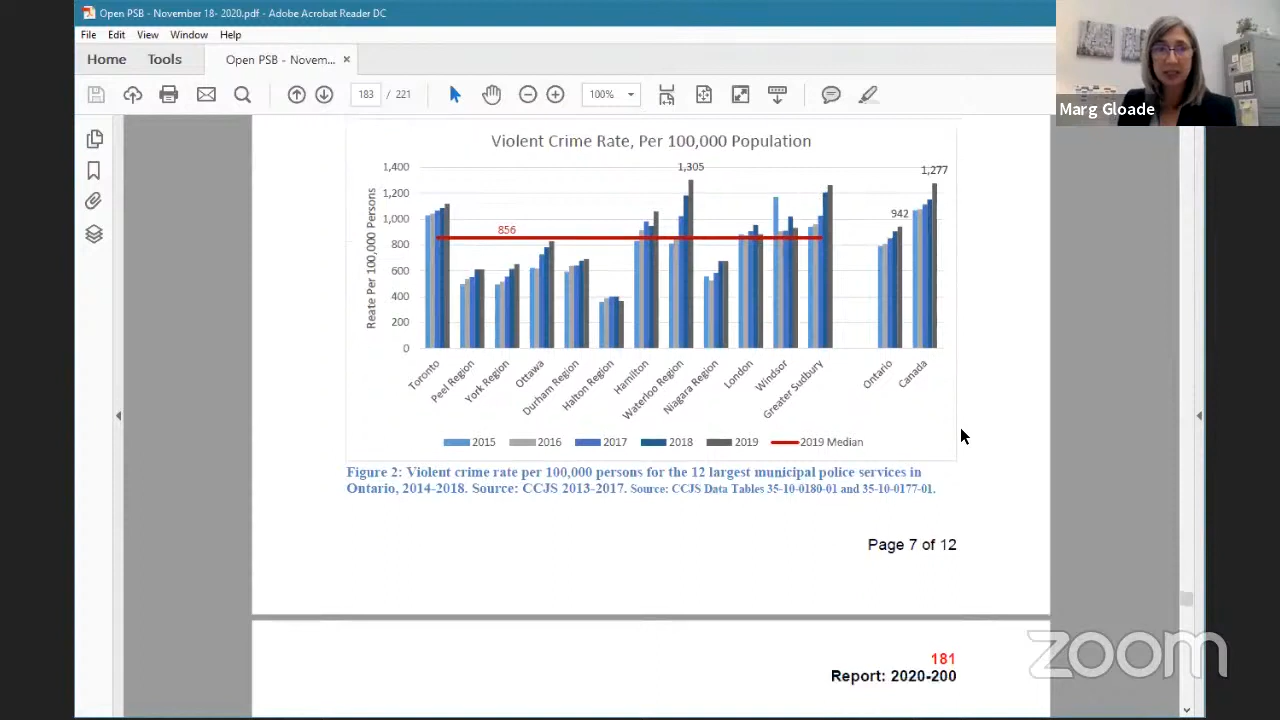 Open PSB - November 18- 2020.pdf - Adobe Acrobat Reader DC
File Edit View Window Help
Home Tools Open PSB - Novem... ×
183 / 221 100%
Marg Gloade
Violent Crime Rate, Per 100,000 Population
Reate Per 100,000 Persons
1,400
1,200
1,000
800
600
400
200
0
856
1,305
942
1,277
Toronto
Peel Region
York Region
Ottawa
Durham Region
Halton Region
Hamilton
Waterloo Region
Niagara Region
London
Windsor
Greater Sudbury
Ontario
Canada
2015 2016 2017 2018 2019 2019 Median
Figure 2: Violent crime rate per 100,000 persons for the 12 largest municipal police services in
Ontario, 2014-2018. Source: CCJS 2013-2017. Source: CCJS Data Tables 35-10-0180-01 and 35-10-0177-01.
Page 7 of 12
181
Report: 2020-200
zoom